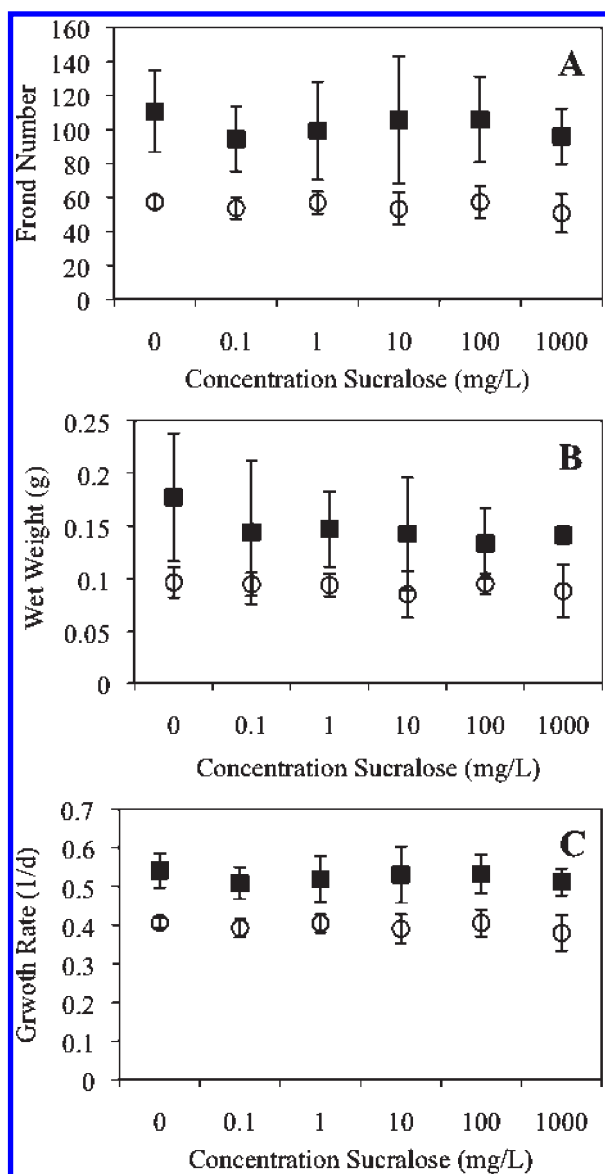 A
160
140
120
100
80
60
40
20
0
Frond Number
0 0.1 1 10 100 1000
Concentration Sucralose (mg/L)
B
0.25
0.2
0.15
0.1
0.05
0
Wet Weight (g)
0 0.1 1 10 100 1000
Concentration Sucralose (mg/L)
C
0.7
0.6
0.5
0.4
0.3
0.2
0.1
0
Grwoth Rate (1/d)
0 0.1 1 10 100 1000
Concentration Sucralose (mg/L)